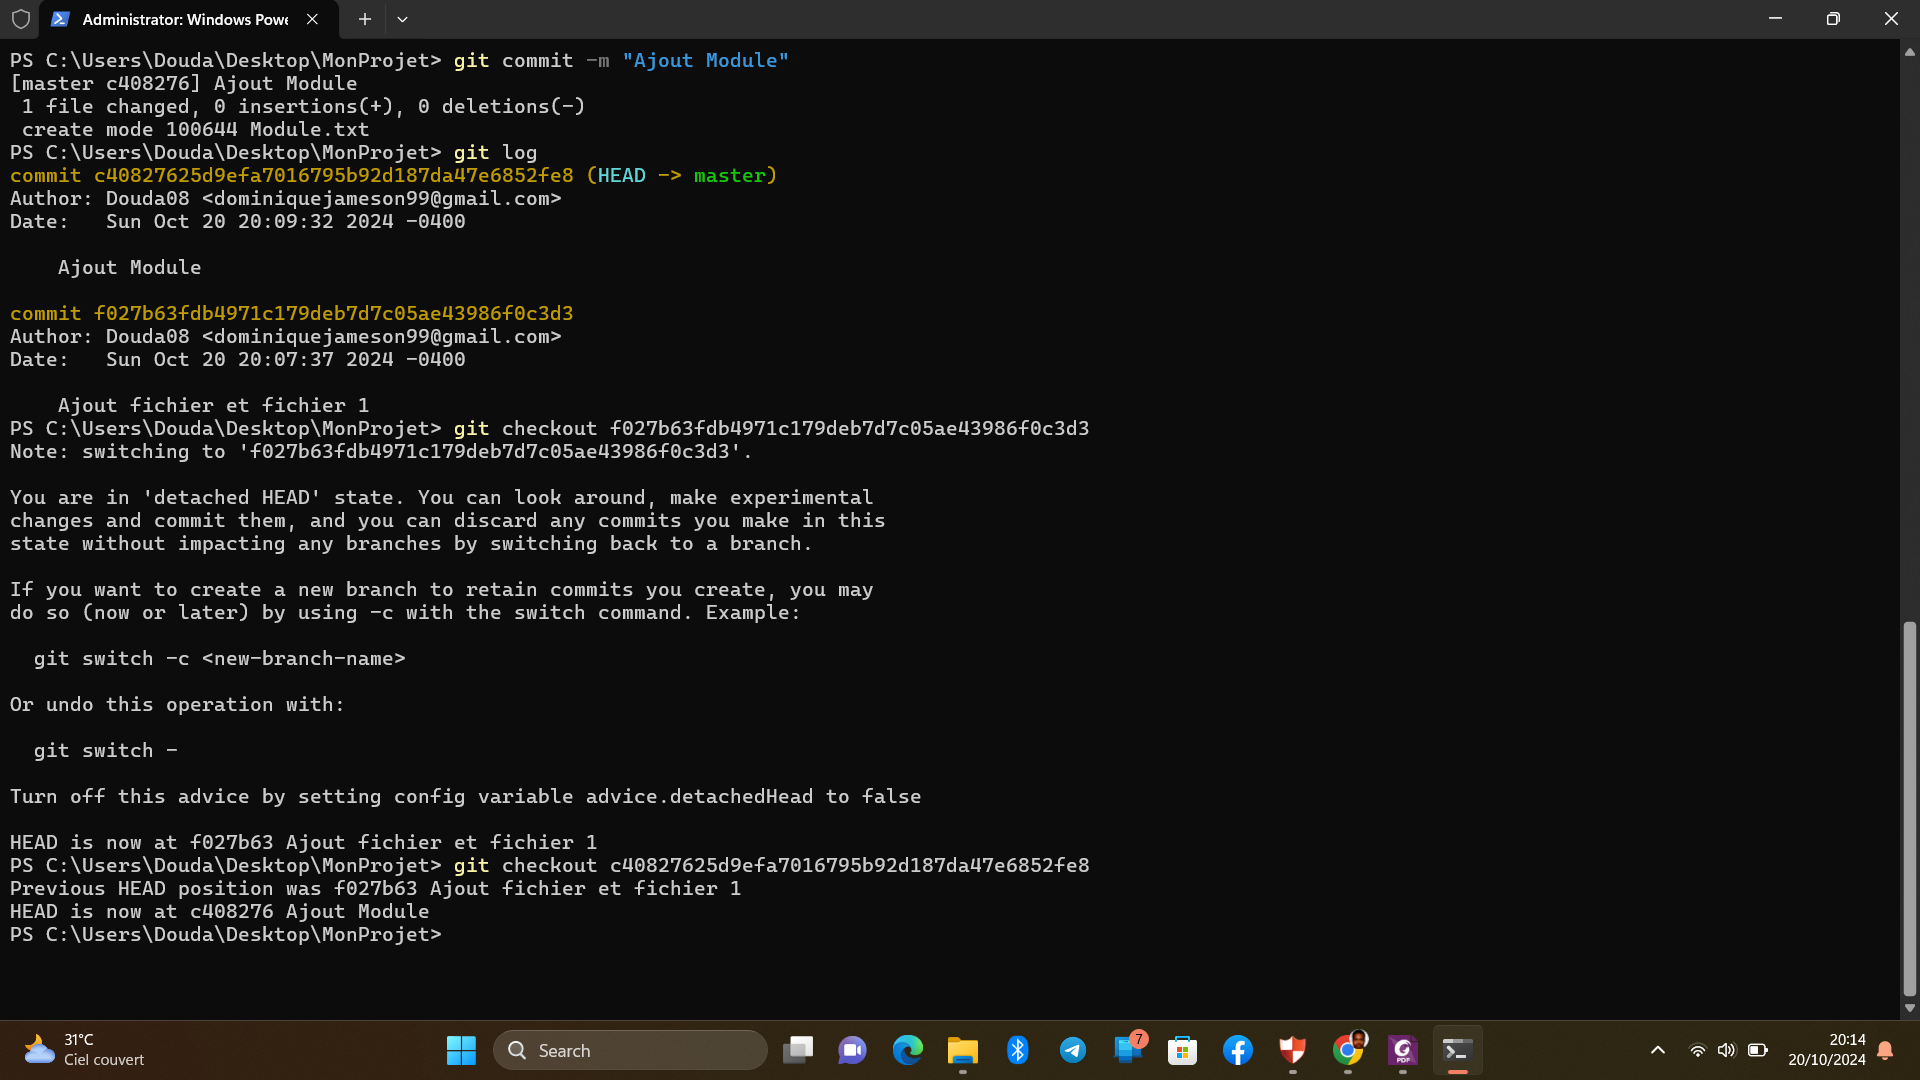 Administrator: Windows Powe
PS C:\Users\Douda\Desktop\MonProjet> git commit -m "Ajout Module"
[master c408276] Ajout Module
 1 file changed, 0 insertions(+), 0 deletions(-)
 create mode 100644 Module.txt
PS C:\Users\Douda\Desktop\MonProjet> git log
commit c40827625d9efa7016795b92d187da47e6852fe8 (HEAD -> master)
Author: Douda08 <dominiquejameson99@gmail.com>
Date:   Sun Oct 20 20:09:32 2024 -0400
    Ajout Module
commit f027b63fdb4971c179deb7d7c05ae43986f0c3d3
Author: Douda08 <dominiquejameson99@gmail.com>
Date:   Sun Oct 20 20:07:37 2024 -0400
    Ajout fichier et fichier 1
PS C:\Users\Douda\Desktop\MonProjet> git checkout f027b63fdb4971c179deb7d7c05ae43986f0c3d3
Note: switching to 'f027b63fdb4971c179deb7d7c05ae43986f0c3d3'.
You are in 'detached HEAD' state. You can look around, make experimental
changes and commit them, and you can discard any commits you make in this
state without impacting any branches by switching back to a branch.
If you want to create a new branch to retain commits you create, you may
do so (now or later) by using -c with the switch command. Example:
  git switch -c <new-branch-name>
Or undo this operation with:
  git switch -
Turn off this advice by setting config variable advice.detachedHead to false
HEAD is now at f027b63 Ajout fichier et fichier 1
PS C:\Users\Douda\Desktop\MonProjet> git checkout c40827625d9efa7016795b92d187da47e6852fe8
Previous HEAD position was f027b63 Ajout fichier et fichier 1
HEAD is now at c408276 Ajout Module
PS C:\Users\Douda\Desktop\MonProjet>
31°C
Ciel couvert
Search
7
PDF
20:14
20/10/2024